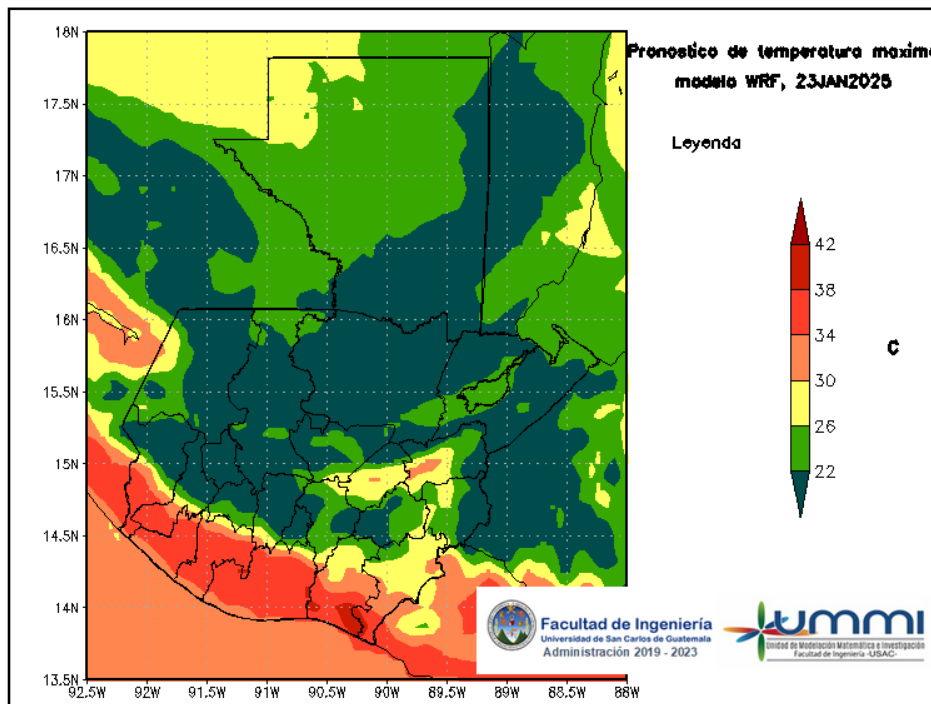 Pronostico de temperatura maxima
modelo WRF, 23JAN2025
Leyenda
42
38
34
30
26
22
C
18N
17.5N
17N
16.5N
16N
15.5N
15N
14.5N
14N
13.5N
92.5W
92W
91.5W
91W
90.5W
90W
89.5W
89W
88.5W
88W
Facultad de Ingeniería
Universidad de San Carlos de Guatemala
Administración 2019 - 2023
UMMI
Unidad de Modelación Matemática e Investigación
Facultad de Ingeniería -USAC-